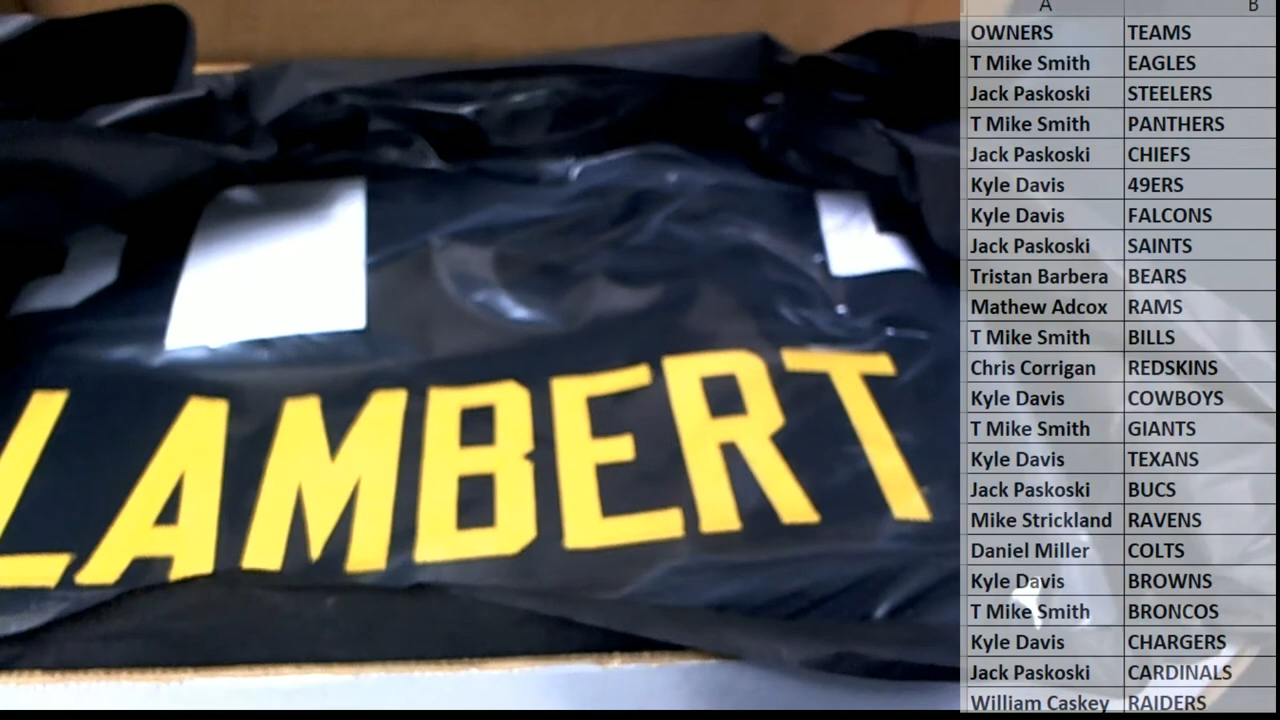 LAMBERT
A B
OWNERS TEAMS
T Mike Smith EAGLES
Jack Paskoski STEELERS
T Mike Smith PANTHERS
Jack Paskoski CHIEFS
Kyle Davis 49ERS
Kyle Davis FALCONS
Jack Paskoski SAINTS
Tristan Barbera BEARS
Mathew Adcox RAMS
T Mike Smith BILLS
Chris Corrigan REDSKINS
Kyle Davis COWBOYS
T Mike Smith GIANTS
Kyle Davis TEXANS
Jack Paskoski BUCS
Mike Strickland RAVENS
Daniel Miller COLTS
Kyle Davis BROWNS
T Mike Smith BRONCOS
Kyle Davis CHARGERS
Jack Paskoski CARDINALS
William Caskey RAIDERS